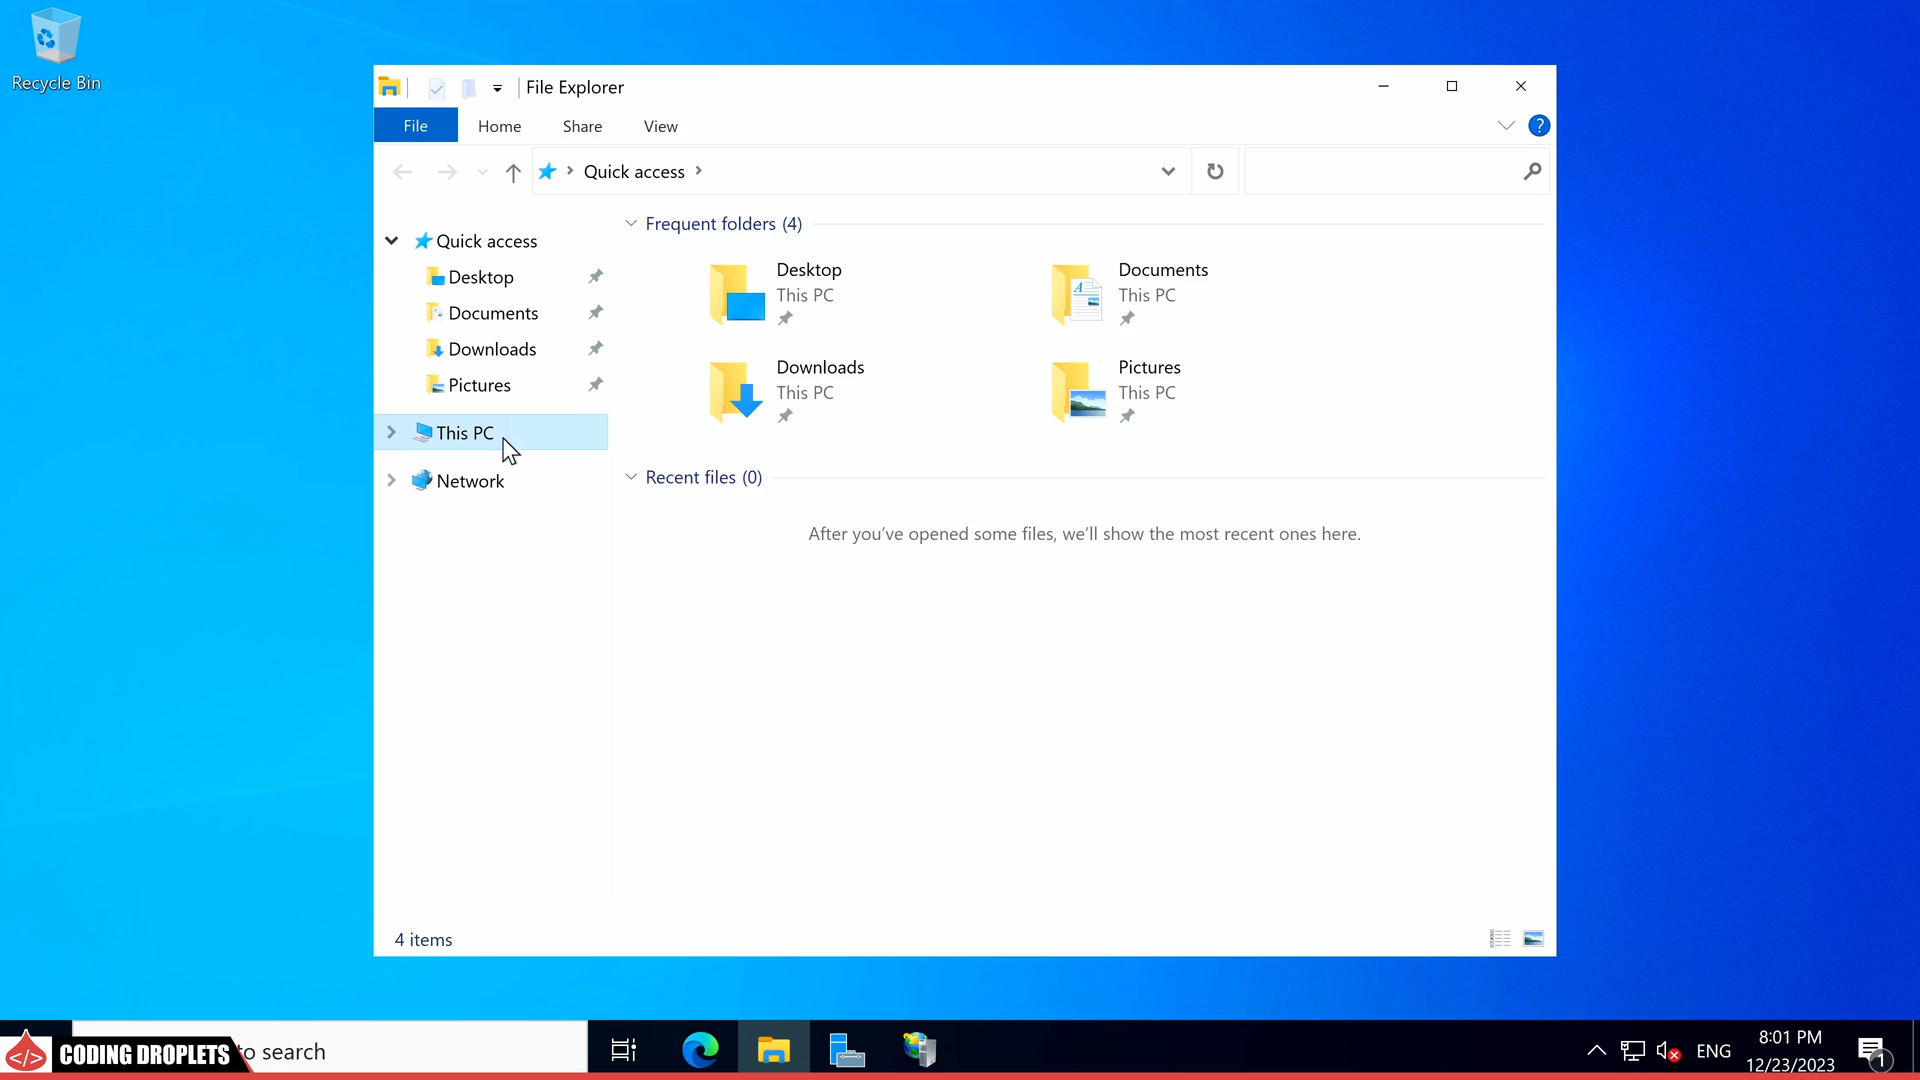 Recycle Bin
File Explorer
File Home Share View
?
Quick access
Quick access
Desktop
Documents
Downloads
Pictures
This PC
Network
Frequent folders (4)
Desktop
This PC
Documents
This PC
Downloads
This PC
Pictures
This PC
Recent files (0)
After you've opened some files, we'll show the most recent ones here.
4 items
</> CODING DROPLETS
to search
ENG
8:01 PM
12/23/2023
1